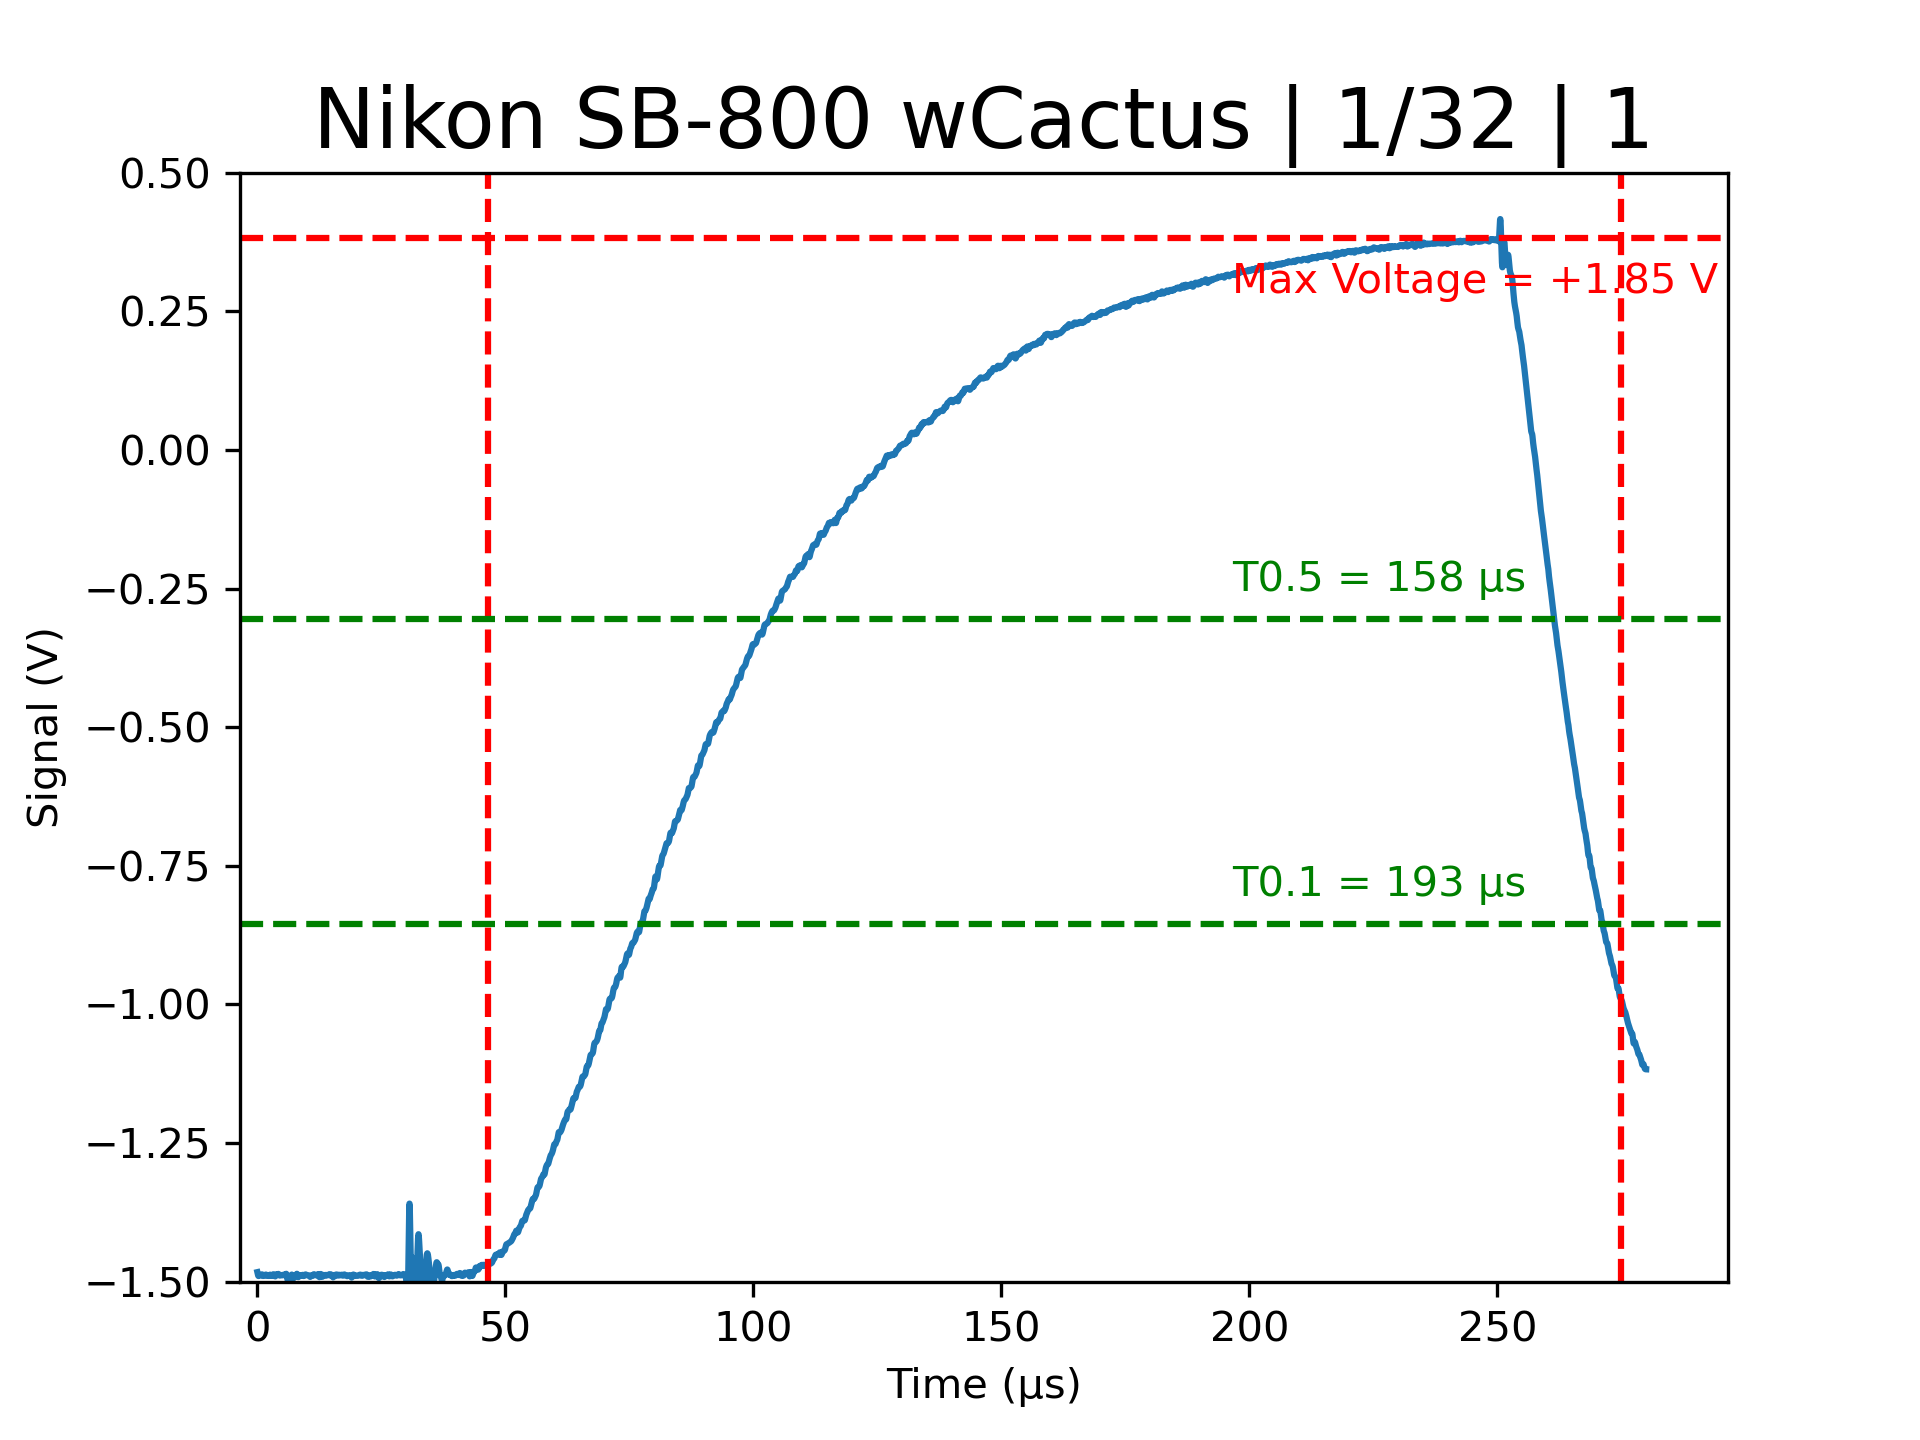 Nikon SB-800 wCactus | 1/32 | 1
0.50
0.25
0.00
−0.25
−0.50
−0.75
−1.00
−1.25
−1.50
Signal (V)
Max Voltage = +1.85 V
T0.5 = 158 µs
T0.1 = 193 µs
0 50 100 150 200 250
Time (µs)